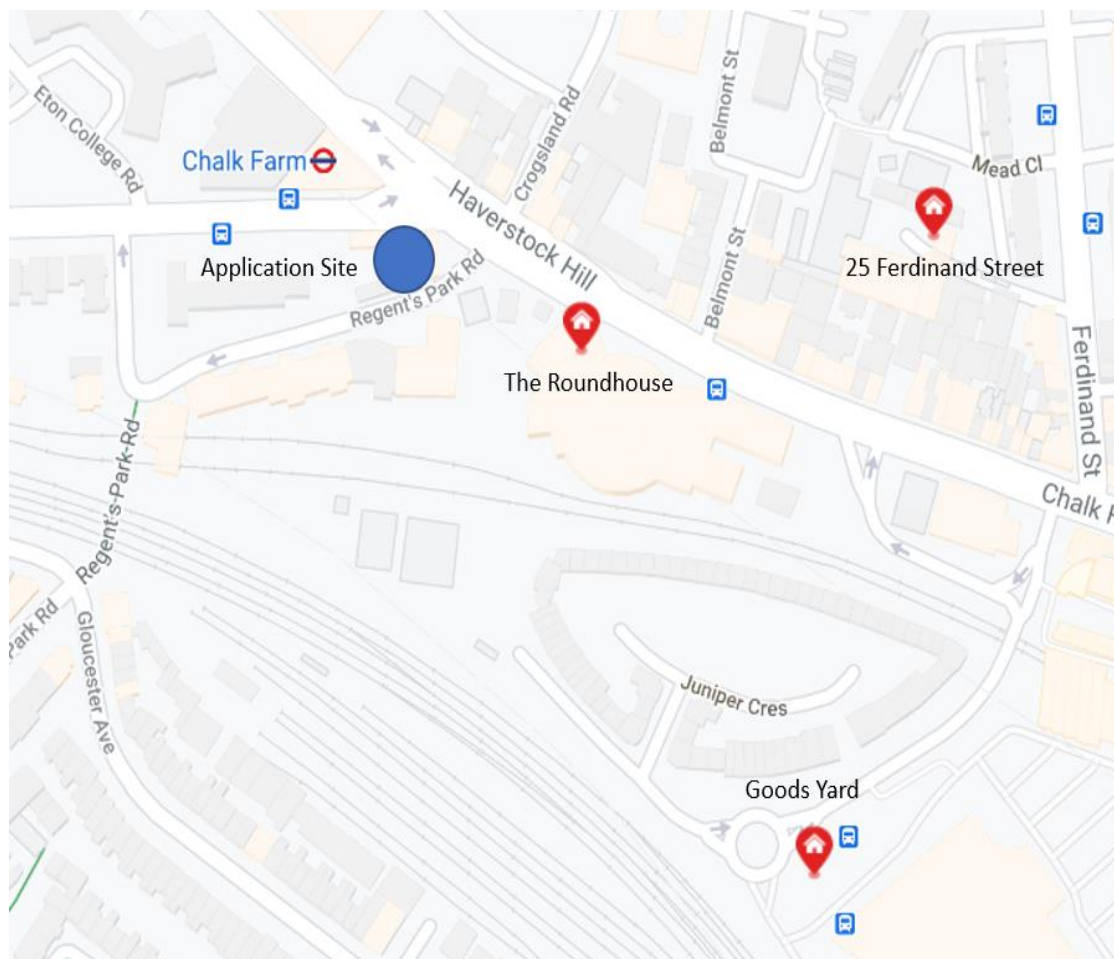 Eton College Rd
Chalk Farm
Crogsland Rd
Belmont St
Mead Cl
Haverstock Hill
25 Ferdinand Street
Application Site
Regent's Park Rd
Belmont St
The Roundhouse
Ferdinand St
Chalk F
Regent's Park Rd
Park Rd
Gloucester Ave
Juniper Cres
Goods Yard